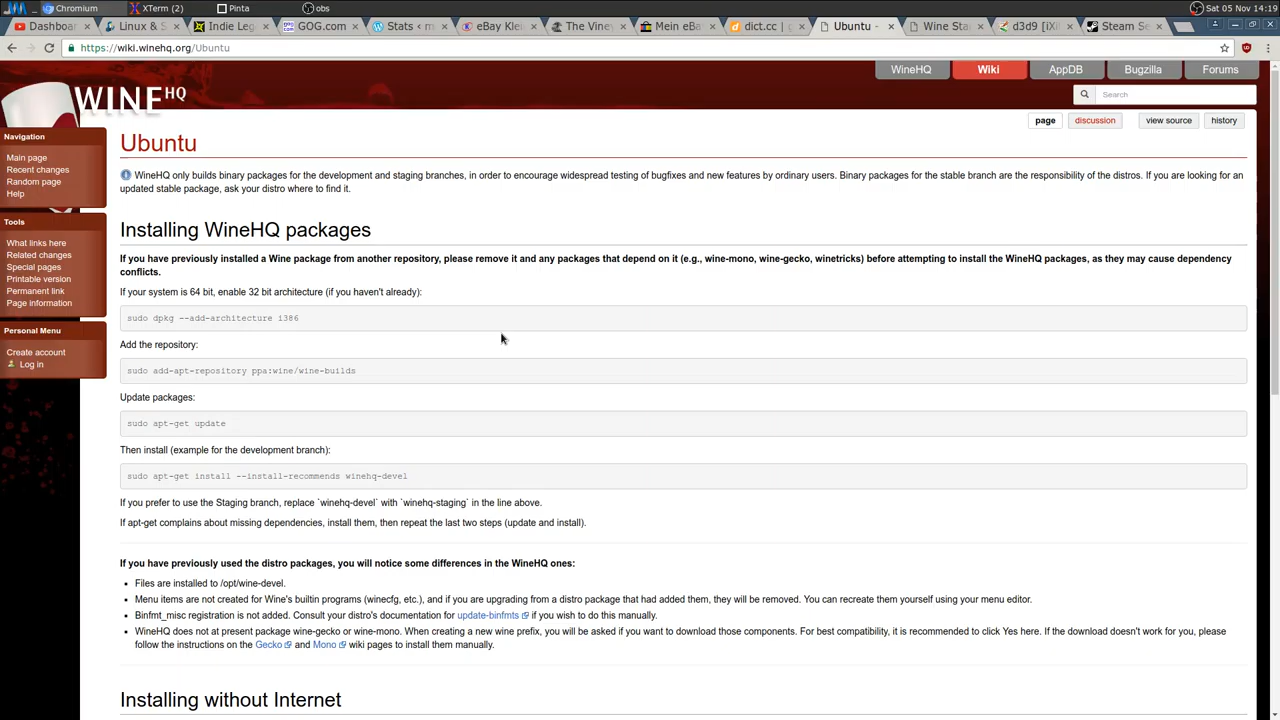 Chromium
XTerm (2)
Pinta
obs
Sat 05 Nov 14:19
Dashboa
Linux & S
Indie Leg
GOG.com
Stats ‹ M
eBay Klei
The Viney
Mein eBa
dict.cc | g
Ubuntu -
Wine Sta
d3d9 [iXi
Steam Se
https://wiki.winehq.org/Ubuntu
WINE HQ
WineHQ
Wiki
AppDB
Bugzilla
Forums
Search
page
discussion
view source
history
Navigation
Main page
Recent changes
Random page
Help
Tools
What links here
Related changes
Special pages
Printable version
Permanent link
Page information
Personal Menu
Create account
Log in
Ubuntu
WineHQ only builds binary packages for the development and staging branches, in order to encourage widespread testing of bugfixes and new features by ordinary users. Binary packages for the stable branch are the responsibility of the distros. If you are looking for an
updated stable package, ask your distro where to find it.
Installing WineHQ packages
If you have previously installed a Wine package from another repository, please remove it and any packages that depend on it (e.g., wine-mono, wine-gecko, winetricks) before attempting to install the WineHQ packages, as they may cause dependency
conflicts.
If your system is 64 bit, enable 32 bit architecture (if you haven't already):
sudo dpkg --add-architecture i386
Add the repository:
sudo add-apt-repository ppa:wine/wine-builds
Update packages:
sudo apt-get update
Then install (example for the development branch):
sudo apt-get install --install-recommends winehq-devel
If you prefer to use the Staging branch, replace `winehq-devel` with `winehq-staging` in the line above.
If apt-get complains about missing dependencies, install them, then repeat the last two steps (update and install).
If you have previously used the distro packages, you will notice some differences in the WineHQ ones:
• Files are installed to /opt/wine-devel.
• Menu items are not created for Wine's builtin programs (winecfg, etc.), and if you are upgrading from a distro package that had added them, they will be removed. You can recreate them yourself using your menu editor.
• Binfmt_misc registration is not added. Consult your distro's documentation for update-binfmts if you wish to do this manually.
• WineHQ does not at present package wine-gecko or wine-mono. When creating a new wine prefix, you will be asked if you want to download those components. For best compatibility, it is recommended to click Yes here. If the download doesn't work for you, please
follow the instructions on the Gecko and Mono wiki pages to install them manually.
Installing without Internet